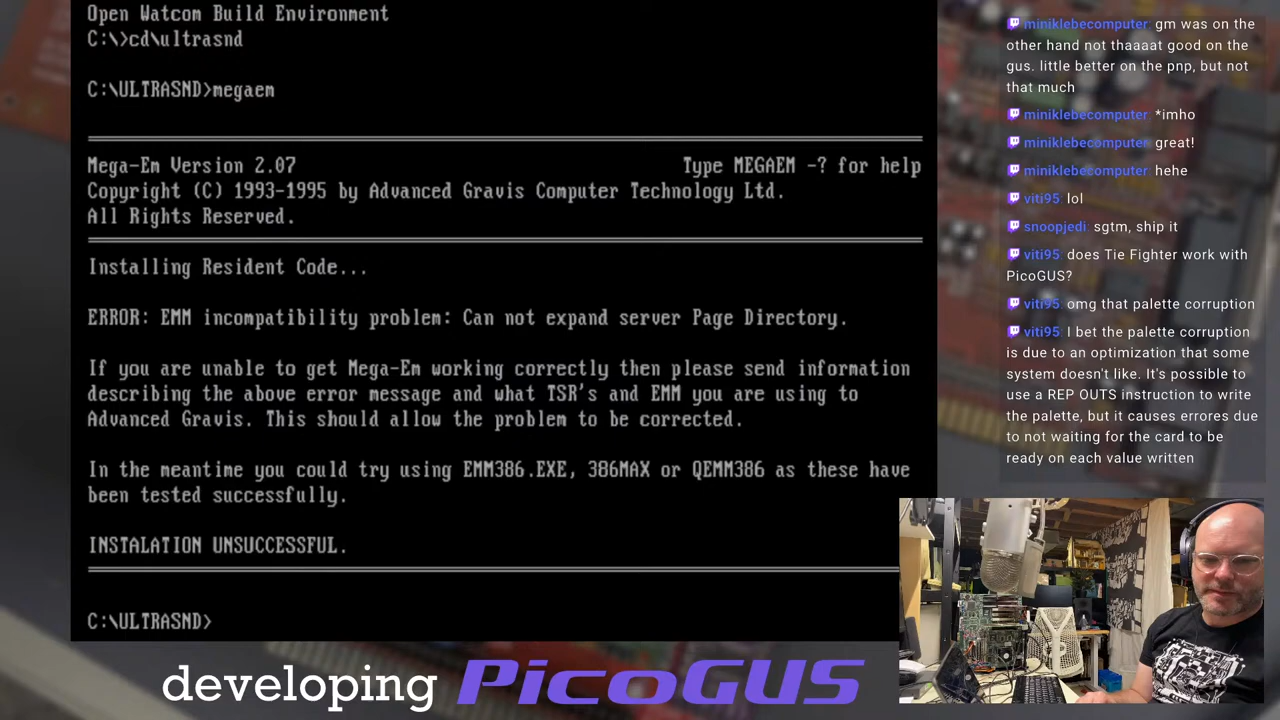 Open Watcom Build Environment
C:\>cd\ultrasnd
C:\ULTRASND>megaem
Mega-Em Version 2.07 Type MEGAEM -? for help
Copyright (C) 1993-1995 by Advanced Gravis Computer Technology Ltd.
All Rights Reserved.
Installing Resident Code...
ERROR: EMM incompatibility problem: Can not expand server Page Directory.
If you are unable to get Mega-Em working correctly then please send information
describing the above error message and what TSR's and EMM you are using to
Advanced Gravis. This should allow the problem to be corrected.
In the meantime you could try using EMM386.EXE, 386MAX or QEMM386 as these have
been tested successfully.
INSTALATION UNSUCCESSFUL.
C:\ULTRASND>
developing PicoGUS
miniklebecomputer: gm was on the
other hand not thaaaat good on the
gus. little better on the pnp, but not
that much
miniklebecomputer: *imho
miniklebecomputer: great!
miniklebecomputer: hehe
viti95: lol
snoopjedi: sgtm, ship it
viti95: does Tie Fighter work with
PicoGUS?
viti95: omg that palette corruption
viti95: I bet the palette corruption
is due to an optimization that some
system doesn't like. It's possible to
use a REP OUTS instruction to write
the palette, but it causes errores due
to not waiting for the card to be
ready on each value written